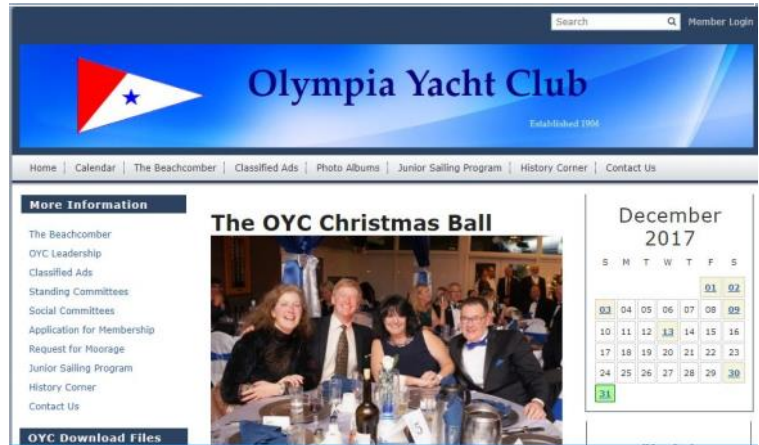 Search
Member Login
Olympia Yacht Club
Established 1904
Home Calendar The Beachcomber Classified Ads Photo Albums Junior Sailing Program History Corner Contact Us
More Information
The Beachcomber
OYC Leadership
Classified Ads
Standing Committees
Social Committees
Application for Membership
Request for Moorage
Junior Sailing Program
History Corner
Contact Us
OYC Download Files
The OYC Christmas Ball
5
December
2017
S M T W T F S
01 02
03 04 05 06 07 08 09
10 11 12 13 14 15 16
17 18 19 20 21 22 23
24 25 26 27 28 29 30
31